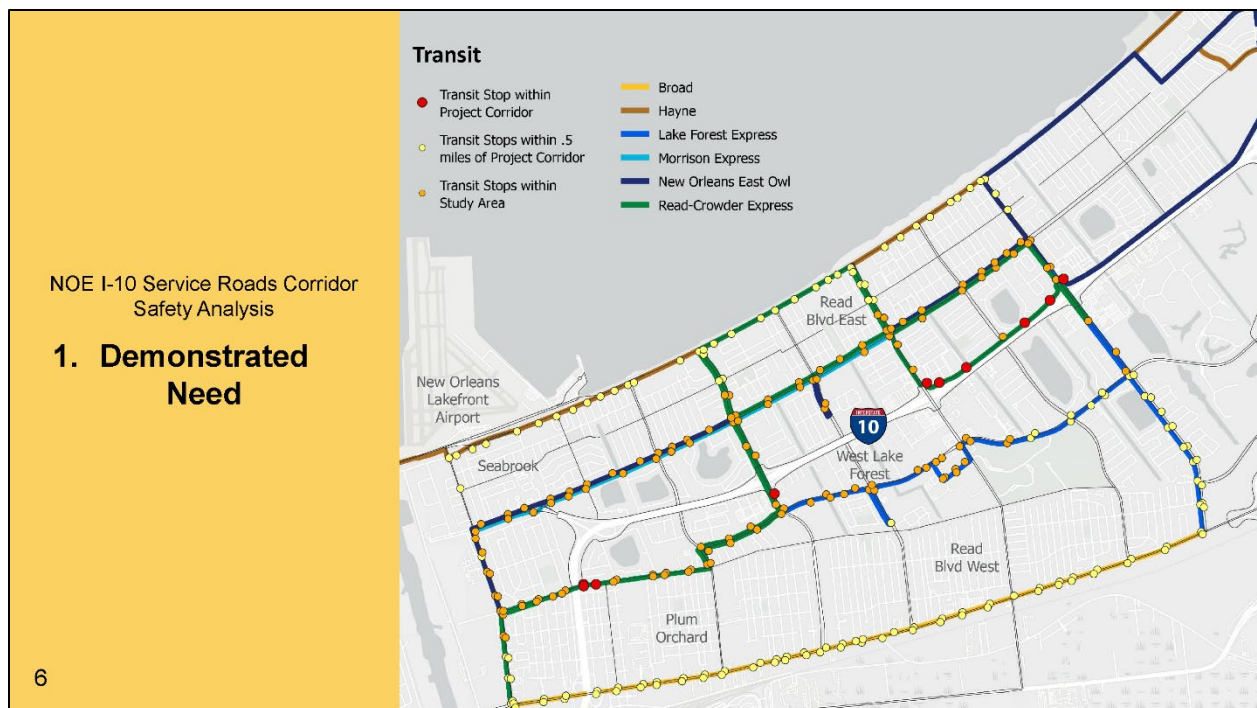 NOE I-10 Service Roads Corridor
Safety Analysis
1. Demonstrated
Need
6
Transit
Transit Stop within
Project Corridor
Transit Stops within .5
miles of Project Corridor
Transit Stops within
Study Area
Broad
Hayne
Lake Forest Express
Morrison Express
New Orleans East Owl
Read-Crowder Express
Read
Blvd East
New Orleans
Lakefront
Airport
INTERSTATE
10
Seabrook
West Lake
Forest
Read
Blvd West
Plum
Orchard